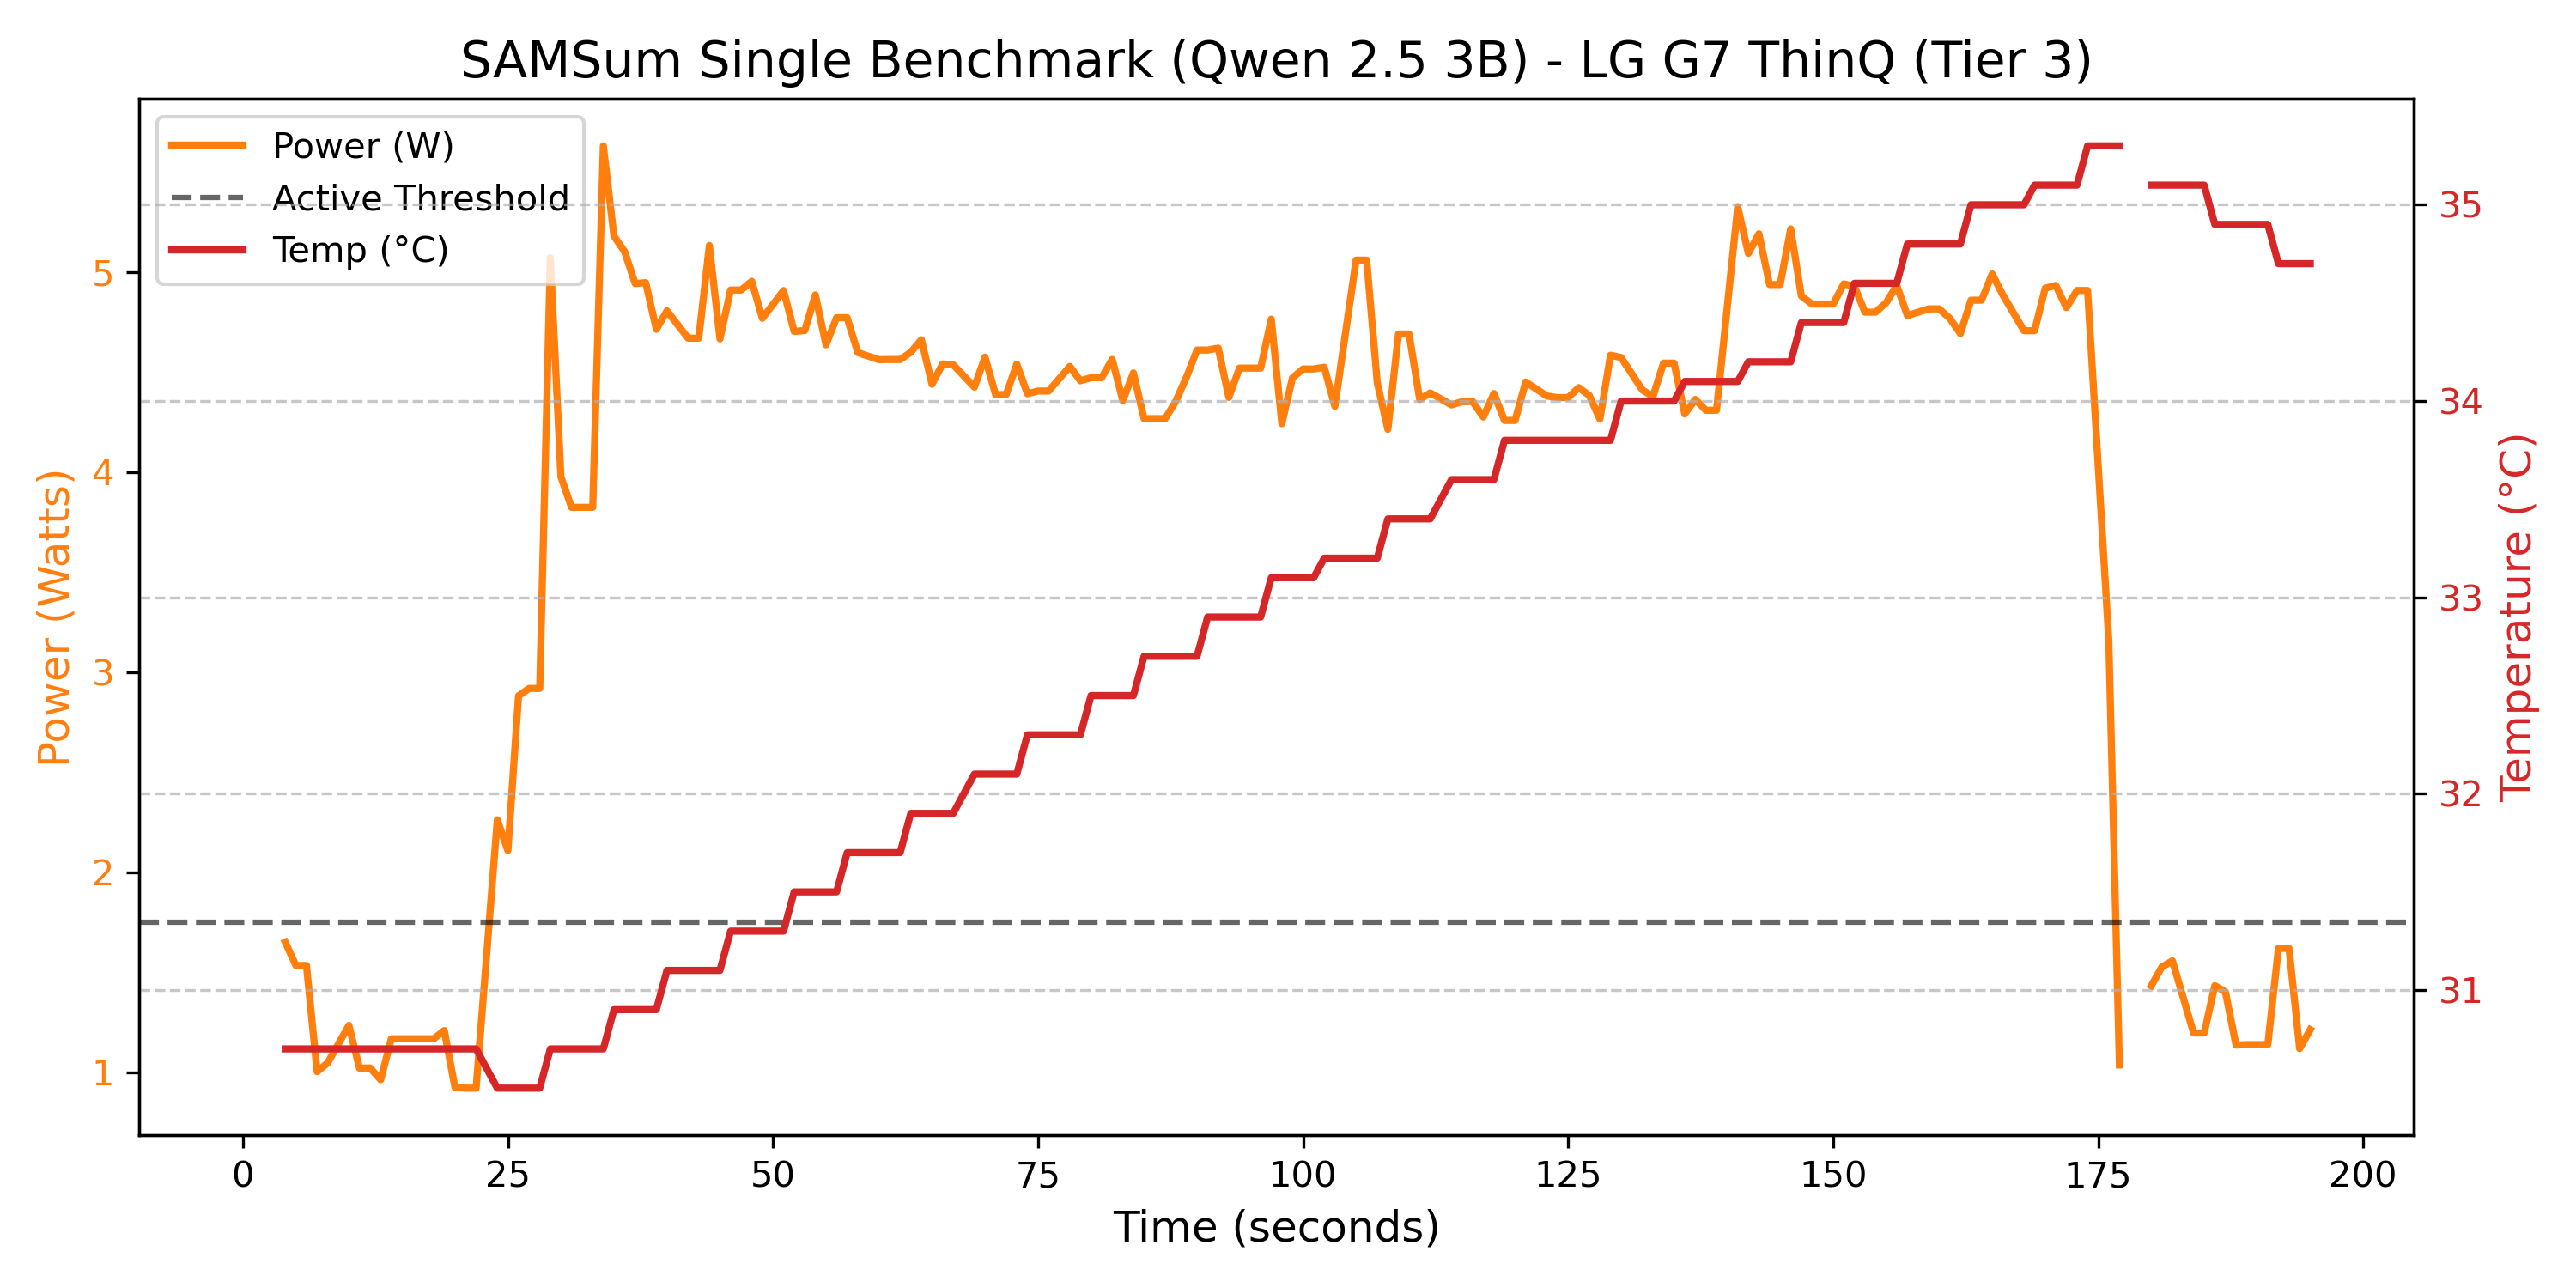 SAMSum Single Benchmark (Qwen 2.5 3B) - LG G7 ThinQ (Tier 3)
Power (W)
Active Threshold
Temp (°C)
Power (Watts)
5
4
3
2
1
35
34
33
32
31
Temperature (°C)
0 25 50 75 100 125 150 175 200
Time (seconds)